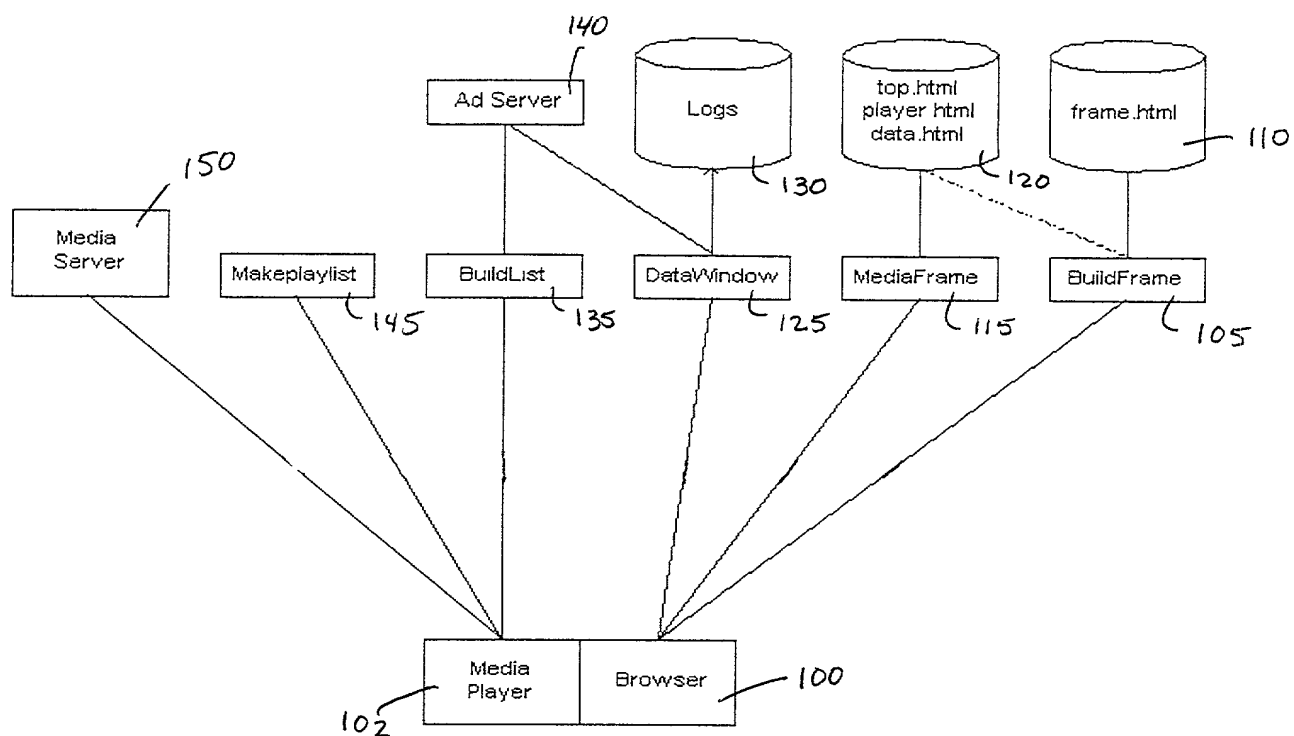 140
Ad Server
Logs
top.html
player html
data.html
frame.html
110
150
130
120
Media
Server
Makeplaylist
BuildList
DataWindow
MediaFrame
BuildFrame
145
135
125
115
105
Media
Player
Browser
100
102